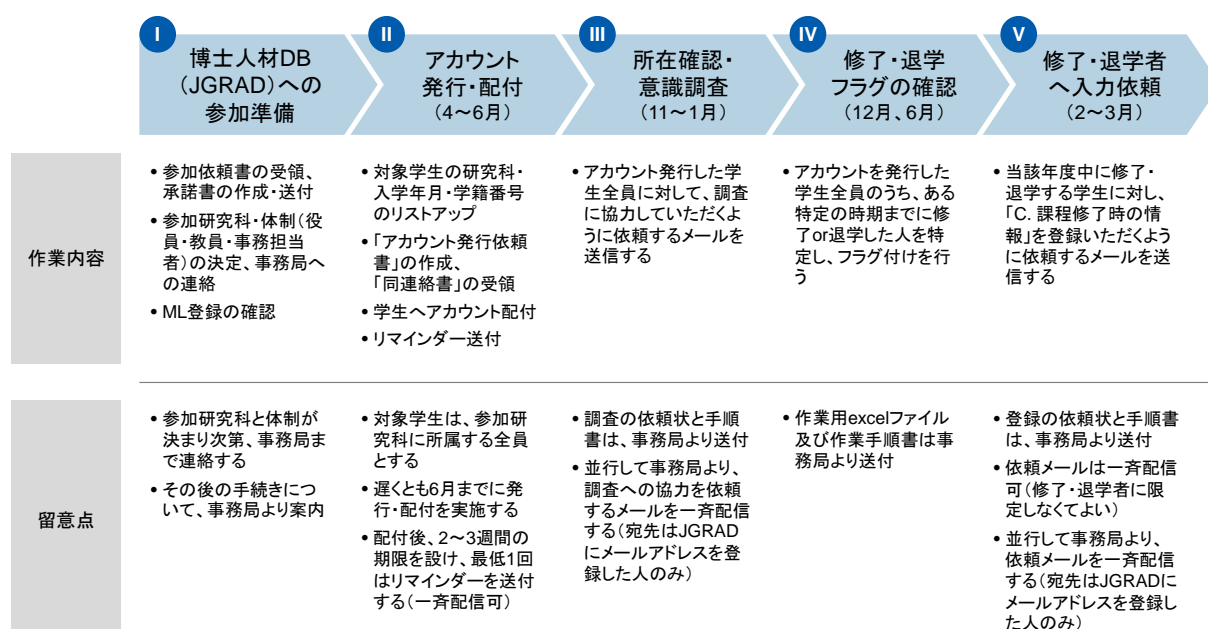 I
博士人材DB
(JGRAD)への
参加準備
II
アカウント
発行・配付
(4～6月)
III
所在確認・
意識調査
(11～1月)
IV
修了・退学
フラグの確認
(12月、6月)
V
修了・退学者
へ入力依頼
(2～3月)
作業内容
•参加依頼書の受領、
承諾書の作成・送付
•参加研究科・体制(役
員・教員・事務担当
者)の決定、事務局へ
の連絡
•ML登録の確認
•対象学生の研究科・
入学年月・学籍番号
のリストアップ
•「アカウント発行依頼
書」の作成、
「同連絡書」の受領
•学生へアカウント配付
•リマインダー送付
•アカウント発行した学
生全員に対して、調査
に協力していただくよ
うに依頼するメールを
送信する
•アカウントを発行した
学生全員のうち、ある
特定の時期までに修
了or退学した人を特
定し、フラグ付けを行
う
•当該年度中に修了・
退学する学生に対し、
「C. 課程修了時の情
報」を登録いただくよう
に依頼するメールを送
信する
留意点
•参加研究科と体制が
決まり次第、事務局ま
で連絡する
•その後の手続きにつ
いて、事務局より案内
•対象学生は、参加研
究科に所属する全員
とする
•遅くとも6月までに発
行・配付を実施する
•配付後、2～3週間の
期限を設け、最低1回
はリマインダーを送付
する(一斉配信可)
•調査の依頼状と手順
書は、事務局より送付
•並行して事務局より、
調査への協力を依頼
するメールを一斉配信
する(宛先はJGRAD
にメールアドレスを登
録した人のみ)
•作業用excelファイル
及び作業手順書は事
務局より送付
•登録の依頼状と手順書
は、事務局より送付
•依頼メールは一斉配信
可(修了・退学者に限
定しなくてよい)
•並行して事務局より、
依頼メールを一斉配信
する(宛先はJGRADに
メールアドレスを登録し
た人のみ)